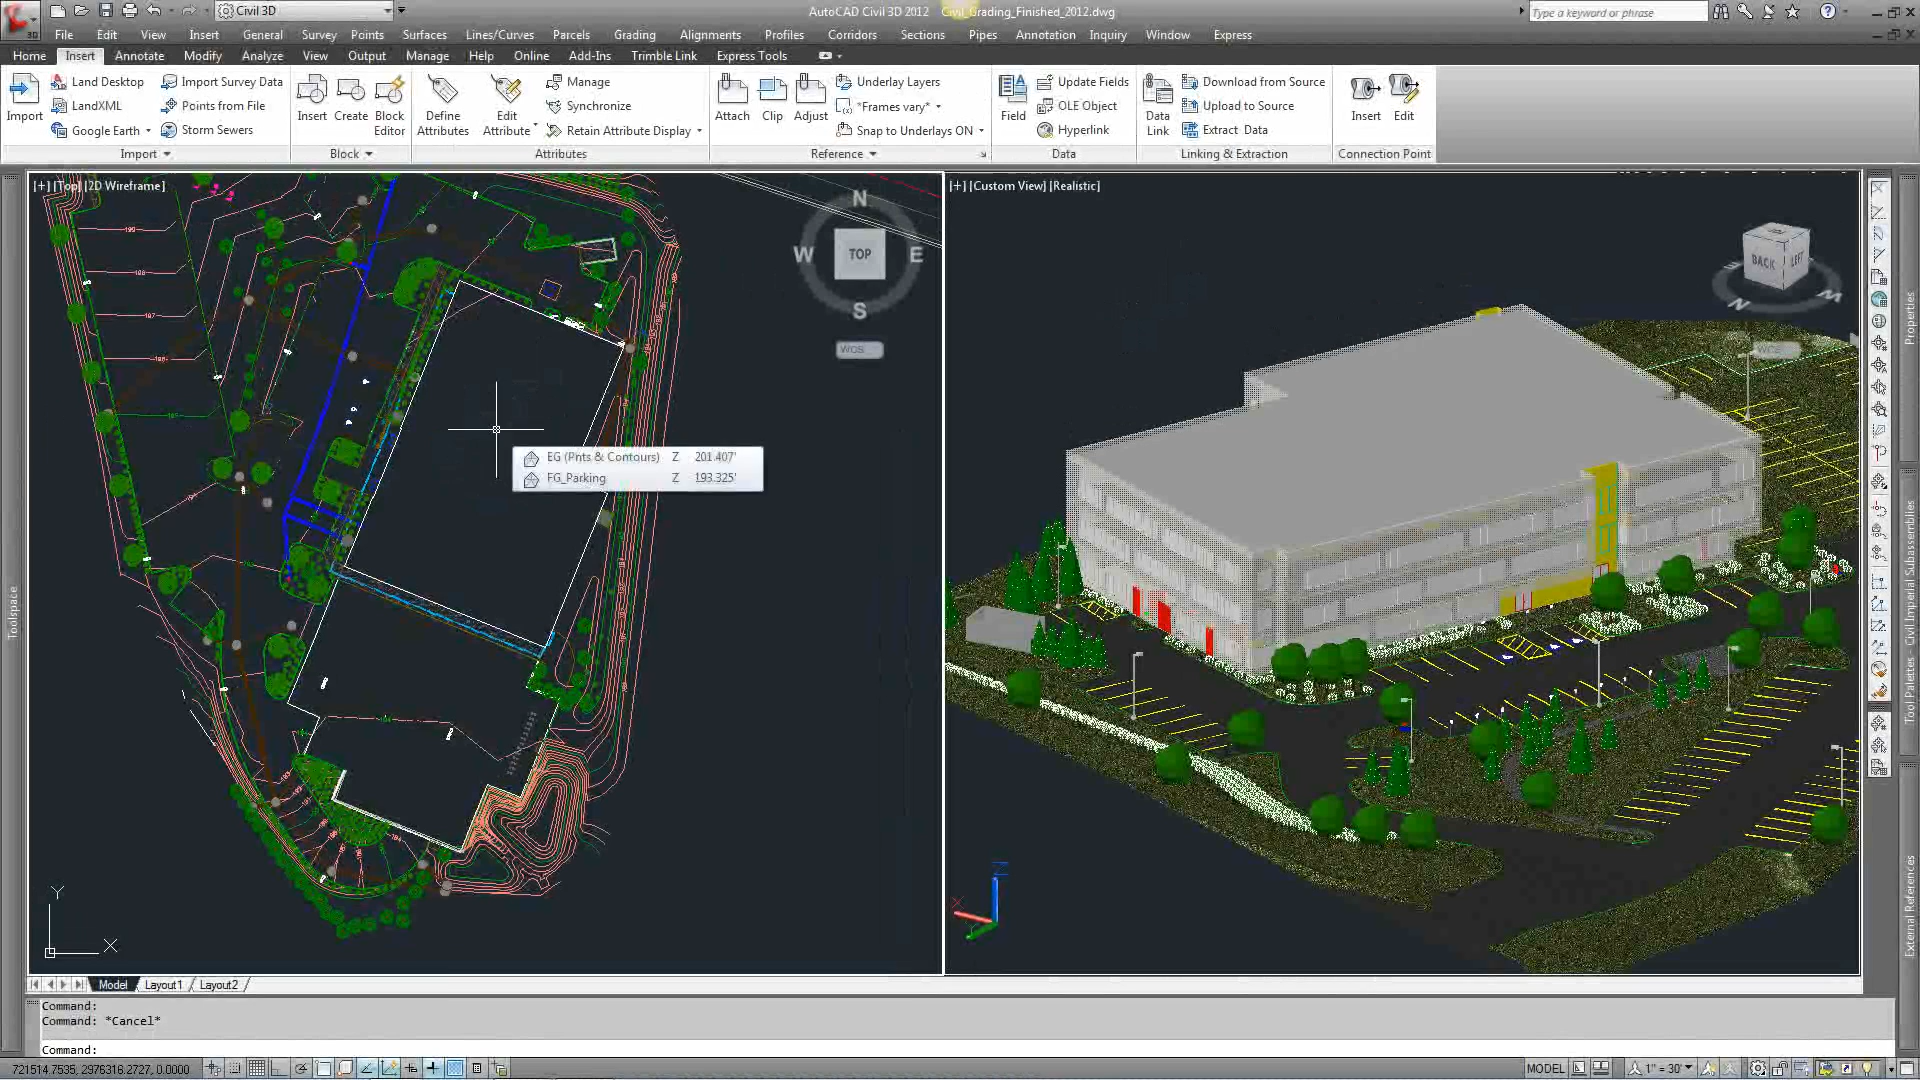 Civil 3D
AutoCAD Civil 3D 2012 Civil_Grading_Finished_2012.dwg
Type a keyword or phrase
File Edit View Insert General Survey Points Surfaces Lines/Curves Parcels Grading Alignments Profiles Corridors Sections Pipes Annotation Inquiry Window Express
Home Insert Annotate Modify Analyze View Output Manage Help Online Add-Ins Trimble Link Express Tools
Import
Land Desktop
LandXML
Google Earth
Import Survey Data
Points from File
Storm Sewers
Import
Insert
Create
Block Editor
Block
Define Attributes
Edit Attribute
Manage
Synchronize
Retain Attribute Display
Attributes
Attach
Clip
Adjust
Underlay Layers
*Frames vary*
Snap to Underlays ON
Reference
Field
Update Fields
OLE Object
Hyperlink
Data
Data Link
Download from Source
Upload to Source
Extract Data
Linking & Extraction
Insert
Edit
Connection Point
[+] [Top] [2D Wireframe]
N
W
TOP
E
S
WCS
EG (Pnts & Contours) Z 201.407'
FG_Parking Z 193.325'
Y
X
[+] [Custom View] [Realistic]
BACK
LEFT
N
WCS
Z
X
Toolspace
Properties
Tool Palettes - Civil Imperial Subassemblies
External References
Model Layout1 Layout2
Command:
Command: *Cancel*
Command:
721514.7535, 2976316.2727, 0.0000
MODEL
1" = 30'